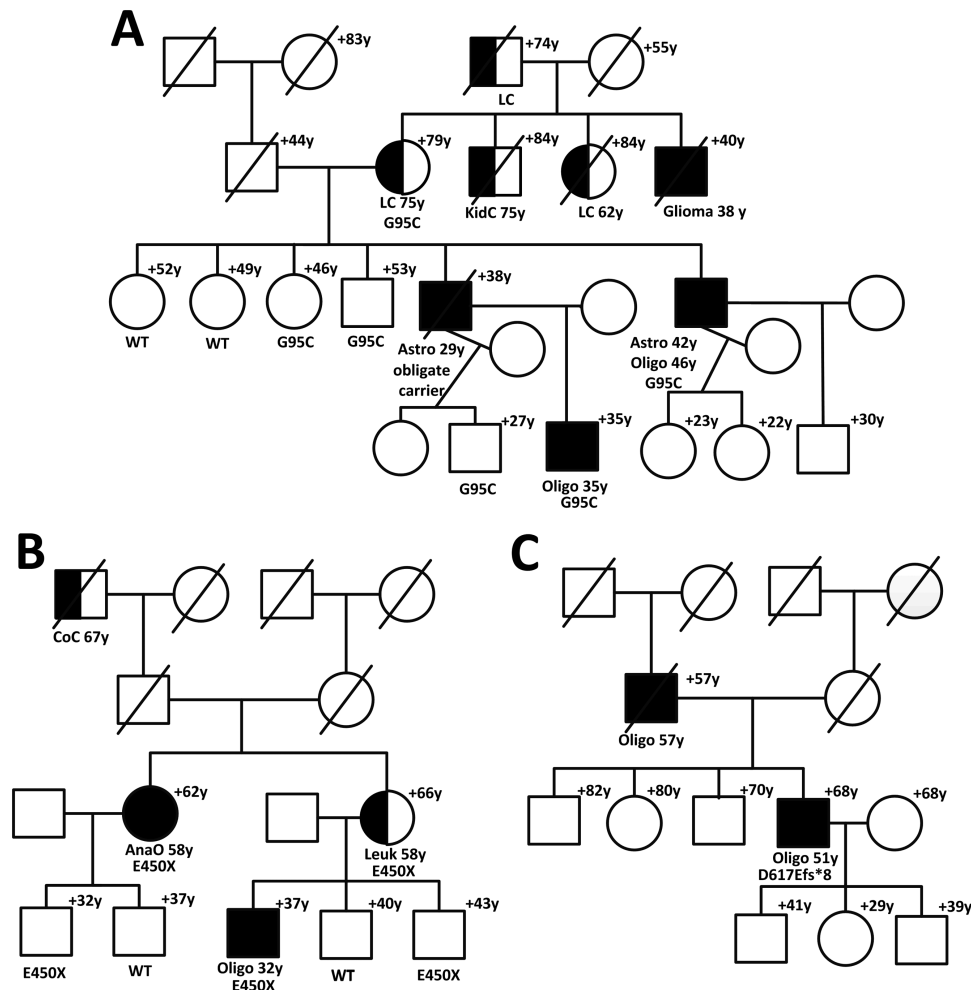 A
+83y
+74y
+55y
LC
+44y
+79y
+84y
+84y
+40y
LC 75y
G95C
KidC 75y
LC 62y
Glioma 38 y
+52y
+49y
+46y
+53y
+38y
WT
WT
G95C
G95C
Astro 29y
obligate
carrier
Astro 42y
Oligo 46y
G95C
+27y
+35y
+23y
+22y
+30y
G95C
Oligo 35y
G95C
B
CoC 67y
+62y
+66y
AnaO 58y
E450X
Leuk 58y
E450X
+32y
+37y
+37y
+40y
+43y
E450X
WT
Oligo 32y
E450X
WT
E450X
C
+57y
Oligo 57y
+82y
+80y
+70y
+68y
+68y
Oligo 51y
D617Efs*8
+41y
+29y
+39y